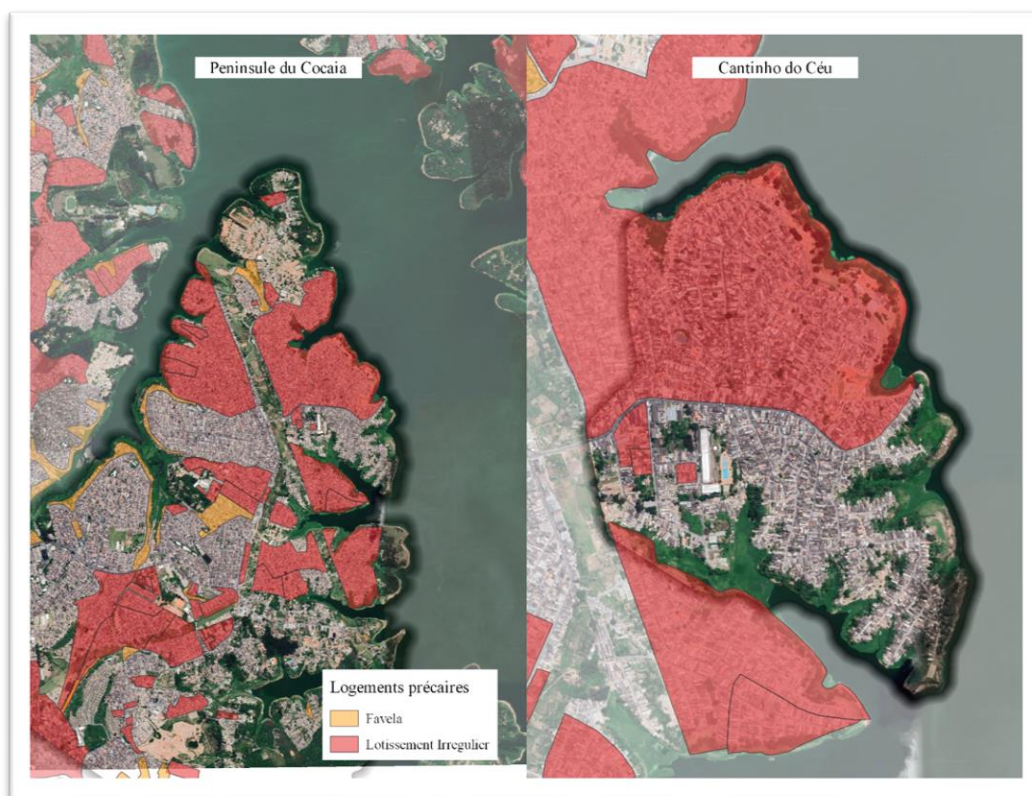 Peninsule du Cocaia
Cantinho do Céu
Logements précaires
Favela
Lotissement Irregulier